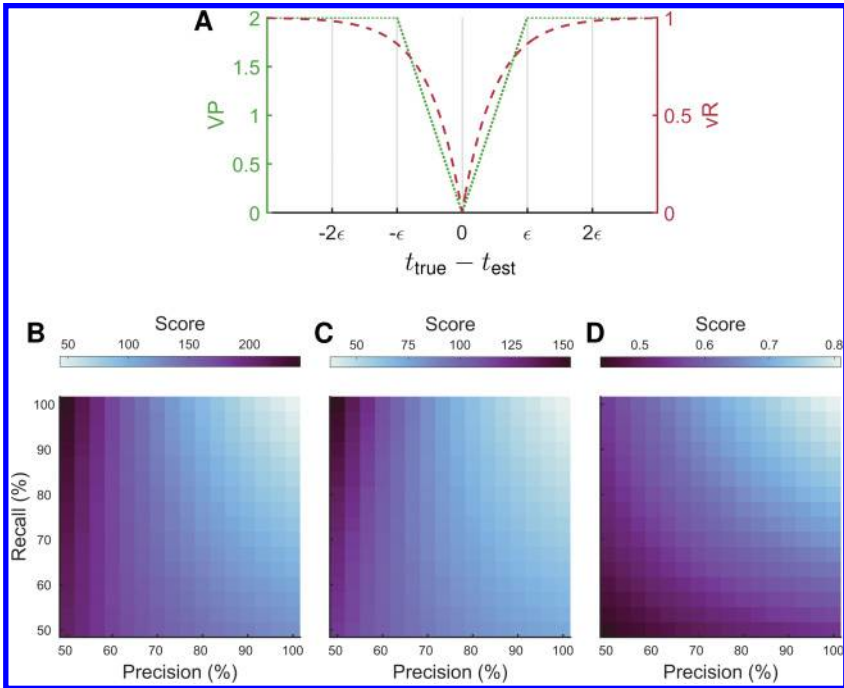 A
2
1.5
1
0.5
0
VP
1
0.5
0
vR
-2ϵ -ϵ 0 ϵ 2ϵ
t_true − t_est
B
Score
50 100 150 200
C
Score
50 75 100 125 150
D
Score
0.5 0.6 0.7 0.8
Recall (%)
100
90
80
70
60
50
50 60 70 80 90 100
Precision (%)
50 60 70 80 90 100
Precision (%)
50 60 70 80 90 100
Precision (%)